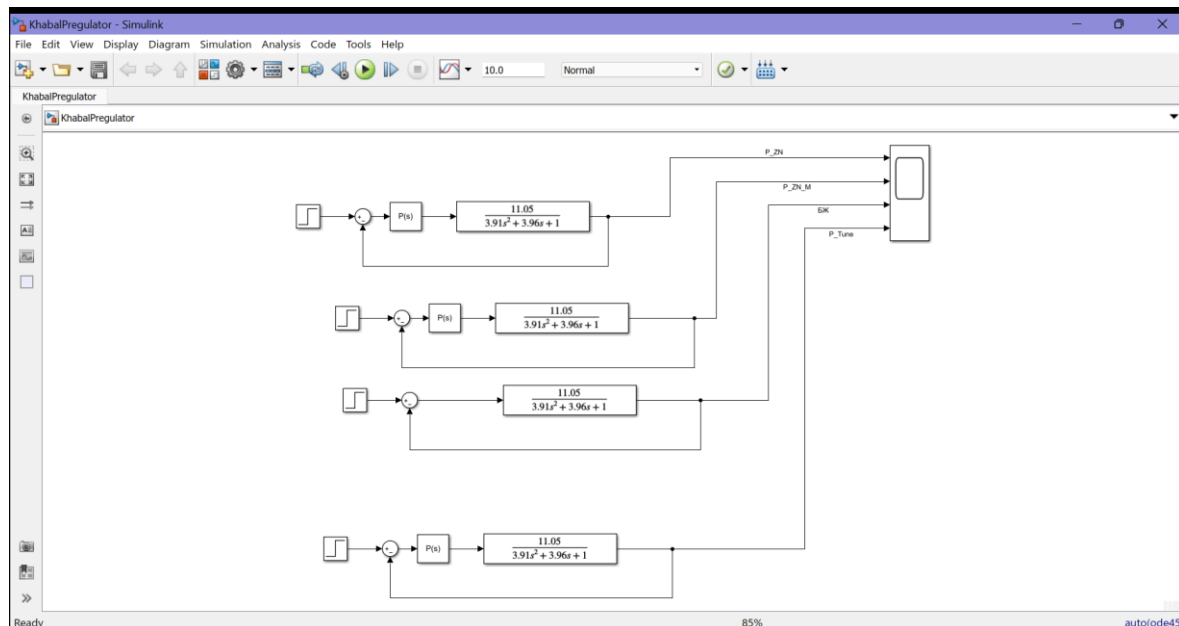 KhabalPregulator - Simulink
File Edit View Display Diagram Simulation Analysis Code Tools Help
10.0 Normal
KhabalPregulator
KhabalPregulator
P_ZN
P_ZN_M
БЖ
P_Tune
P(s)
11.05
3.91s² + 3.96s + 1
P(s)
11.05
3.91s² + 3.96s + 1
11.05
3.91s² + 3.96s + 1
P(s)
11.05
3.91s² + 3.96s + 1
Ready 85% auto(ode45